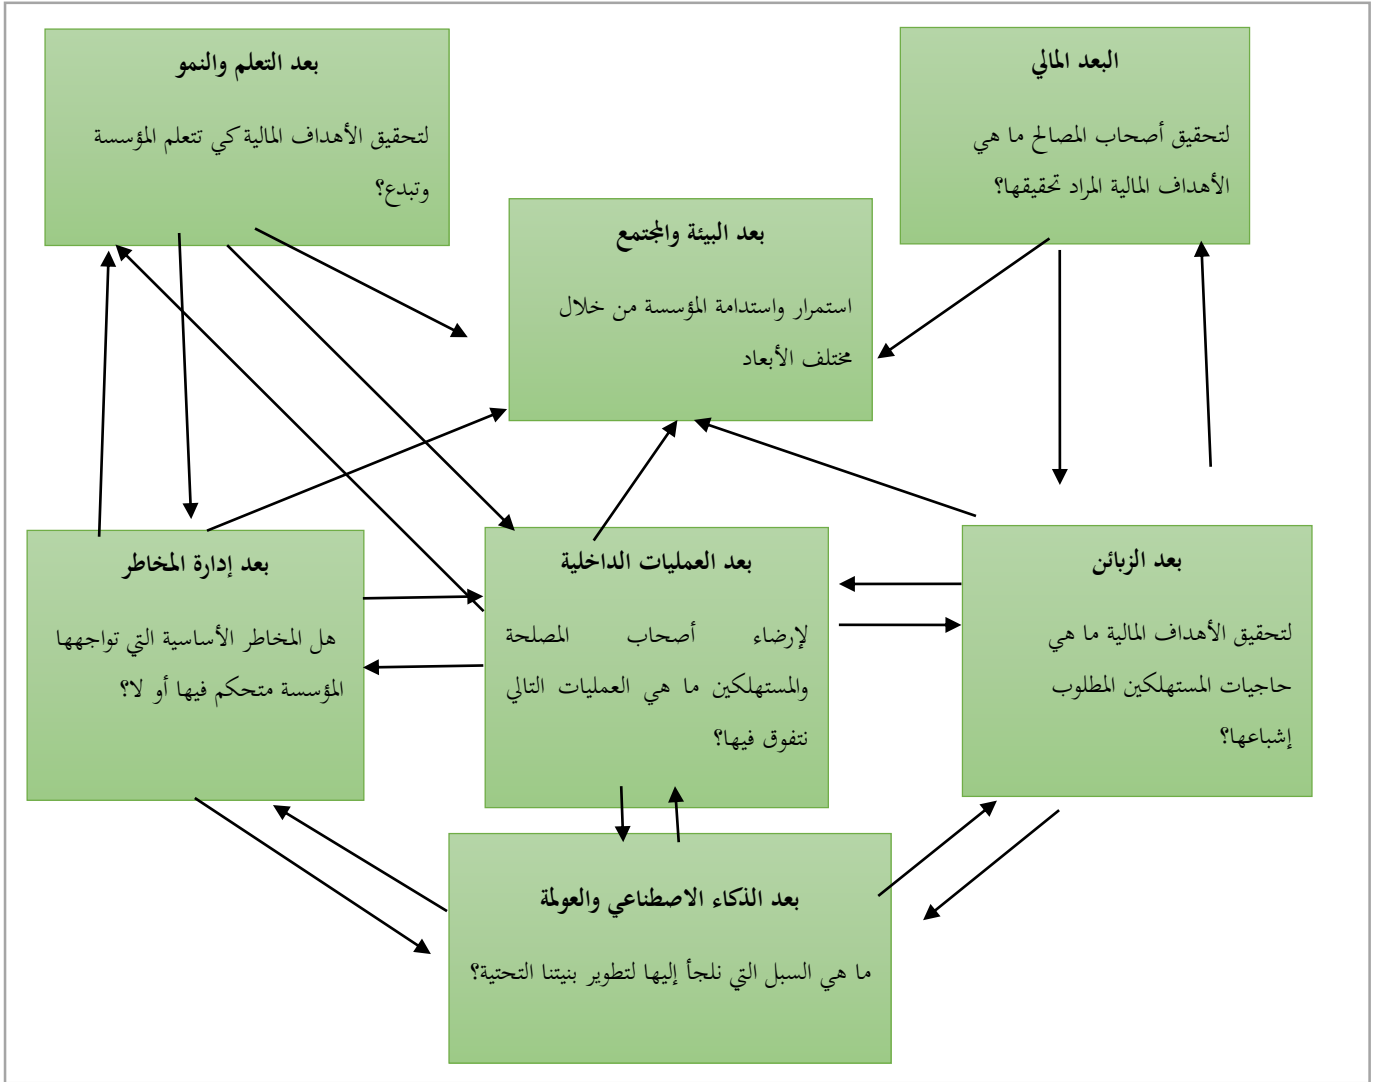 البعد المالي
لتحقيق أصحاب المصالح ما هي
الأهداف المالية المراد تحقيقها؟
بعد التعلم والنمو
لتحقيق الأهداف المالية كي تتعلم المؤسسة
وتبدع؟
بعد البيئة والمجتمع
استمرار واستدامة المؤسسة من خلال
مختلف الأبعاد
بعد الزبائن
لتحقيق الأهداف المالية ما هي
حاجيات المستهلكين المطلوب
إشباعها؟
بعد العمليات الداخلية
لإرضاء أصحاب المصلحة
والمستهلكين ما هي العمليات التالي
نتفوق فيها؟
بعد إدارة المخاطر
هل المخاطر الأساسية التي تواجهها
المؤسسة متحكم فيها أو لا؟
بعد الذكاء الاصطناعي والعولمة
ما هي السبل التي نلجأ إليها لتطوير بنيتنا التحتية؟